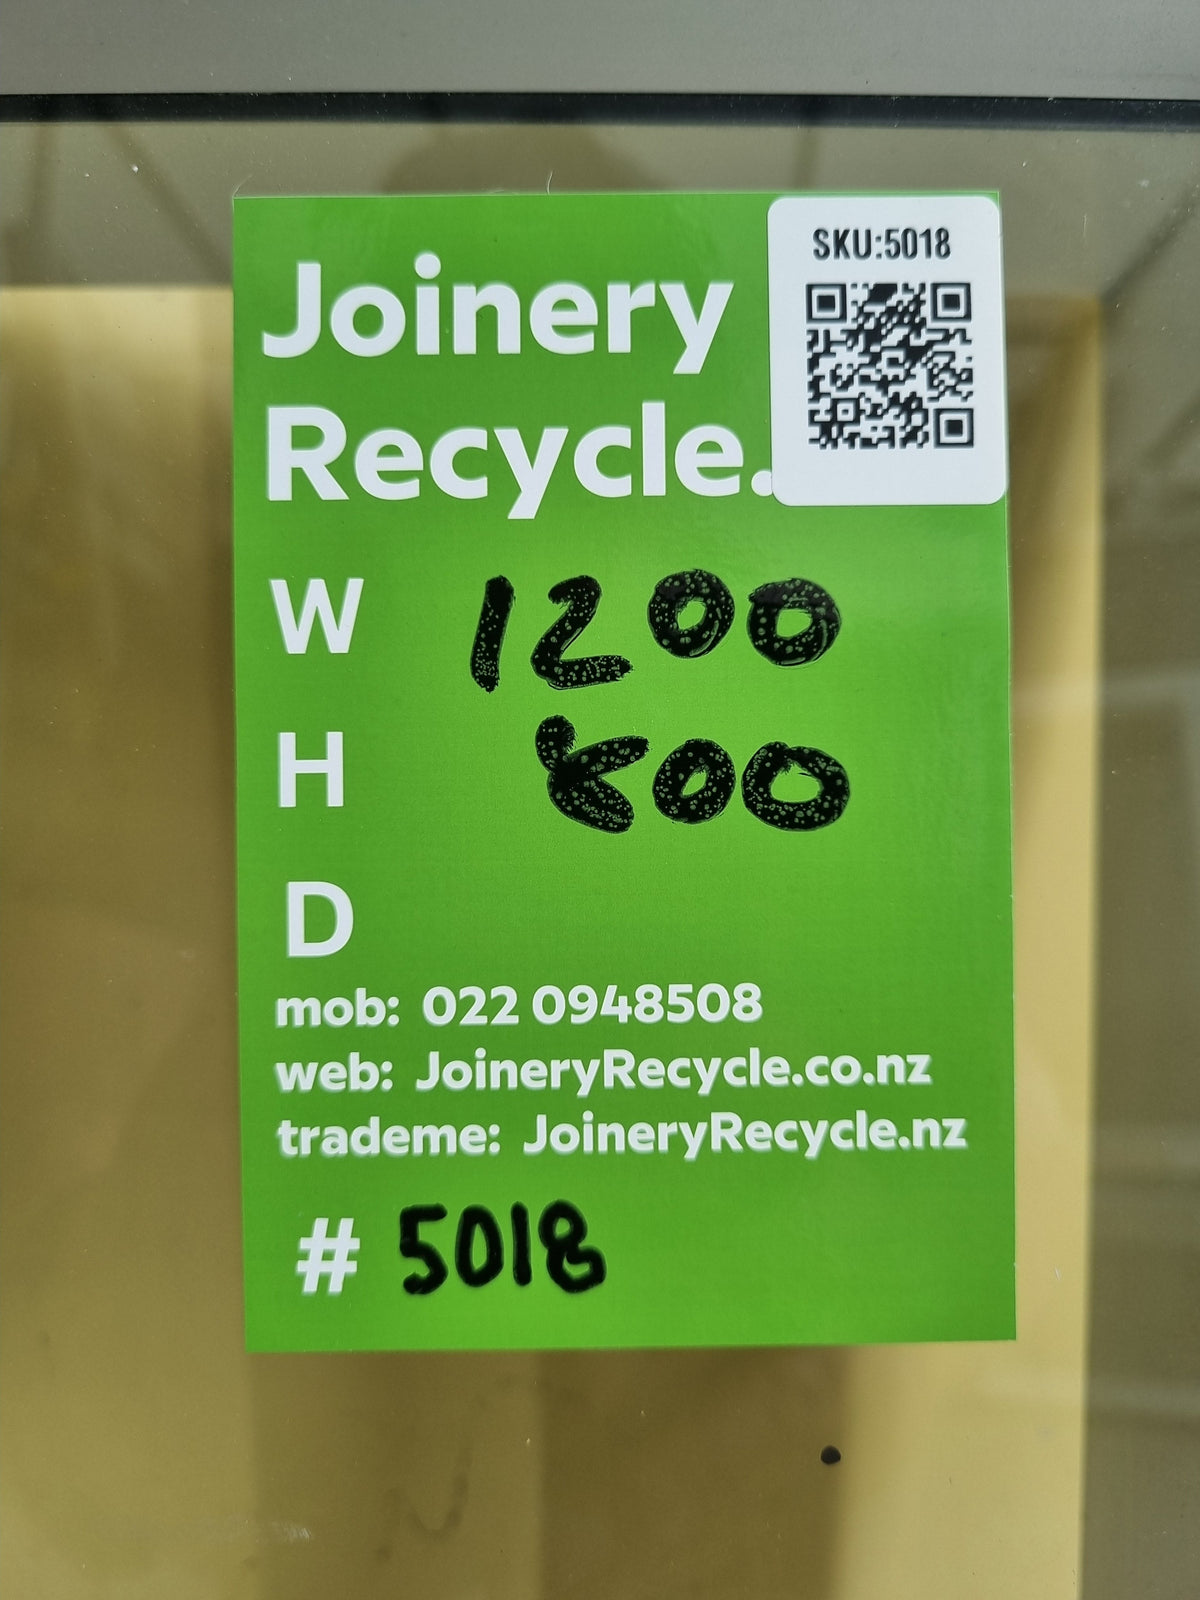 SKU:5018
Joinery
Recycle.
W 1200
H 800
D
mob: 022 0948508
web: JoineryRecycle.co.nz
trademe: JoineryRecycle.nz
# 5018